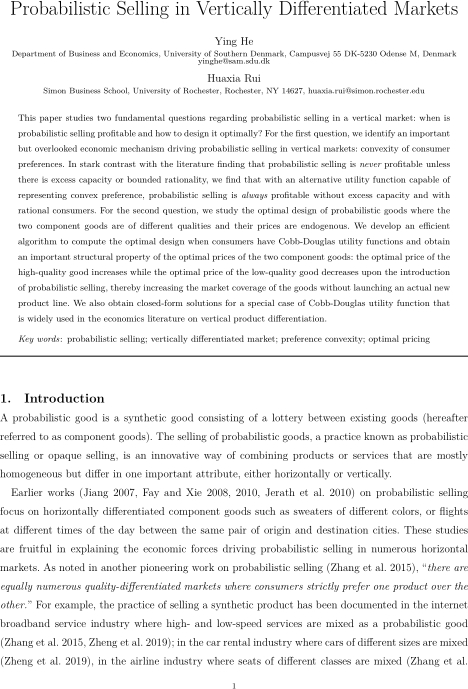 Probabilistic Selling in Vertically Differentiated Markets
Ying He
Department of Business and Economics, University of Southern Denmark, Campusvej 55 DK-5230 Odense M, Denmark
yinghe@sam.sdu.dk
Huaxia Rui
Simon Business School, University of Rochester, Rochester, NY 14627, huaxia.rui@simon.rochester.edu
This paper studies two fundamental questions regarding probabilistic selling in a vertical market: when is
probabilistic selling profitable and how to design it optimally? For the first question, we identify an important
but overlooked economic mechanism driving probabilistic selling in vertical markets: convexity of consumer
preferences. In stark contrast with the literature finding that probabilistic selling is never profitable unless
there is excess capacity or bounded rationality, we find that with an alternative utility function capable of
representing convex preference, probabilistic selling is always profitable without excess capacity and with
rational consumers. For the second question, we study the optimal design of probabilistic goods where the
two component goods are of different qualities and their prices are endogenous. We develop an efficient
algorithm to compute the optimal design when consumers have Cobb-Douglas utility functions and obtain
an important structural property of the optimal prices of the two component goods: the optimal price of the
high-quality good increases while the optimal price of the low-quality good decreases upon the introduction
of probabilistic selling, thereby increasing the market coverage of the goods without launching an actual new
product line. We also obtain closed-form solutions for a special case of Cobb-Douglas utility function that
is widely used in the economics literature on vertical product differentiation.
Key words: probabilistic selling; vertically differentiated market; preference convexity; optimal pricing
1. Introduction
A probabilistic good is a synthetic good consisting of a lottery between existing goods (hereafter
referred to as component goods). The selling of probabilistic goods, a practice known as probabilistic
selling or opaque selling, is an innovative way of combining products or services that are mostly
homogeneous but differ in one important attribute, either horizontally or vertically.
Earlier works (Jiang 2007, Fay and Xie 2008, 2010, Jerath et al. 2010) on probabilistic selling
focus on horizontally differentiated component goods such as sweaters of different colors, or flights
at different times of the day between the same pair of origin and destination cities. These studies
are fruitful in explaining the economic forces driving probabilistic selling in numerous horizontal
markets. As noted in another pioneering work on probabilistic selling (Zhang et al. 2015), “there are
equally numerous quality-differentiated markets where consumers strictly prefer one product over the
other.” For example, the practice of selling a synthetic product has been documented in the internet
broadband service industry where high- and low-speed services are mixed as a probabilistic good
(Zhang et al. 2015, Zheng et al. 2019); in the car rental industry where cars of different sizes are mixed
(Zheng et al. 2019), in the airline industry where seats of different classes are mixed (Zhang et al.
1